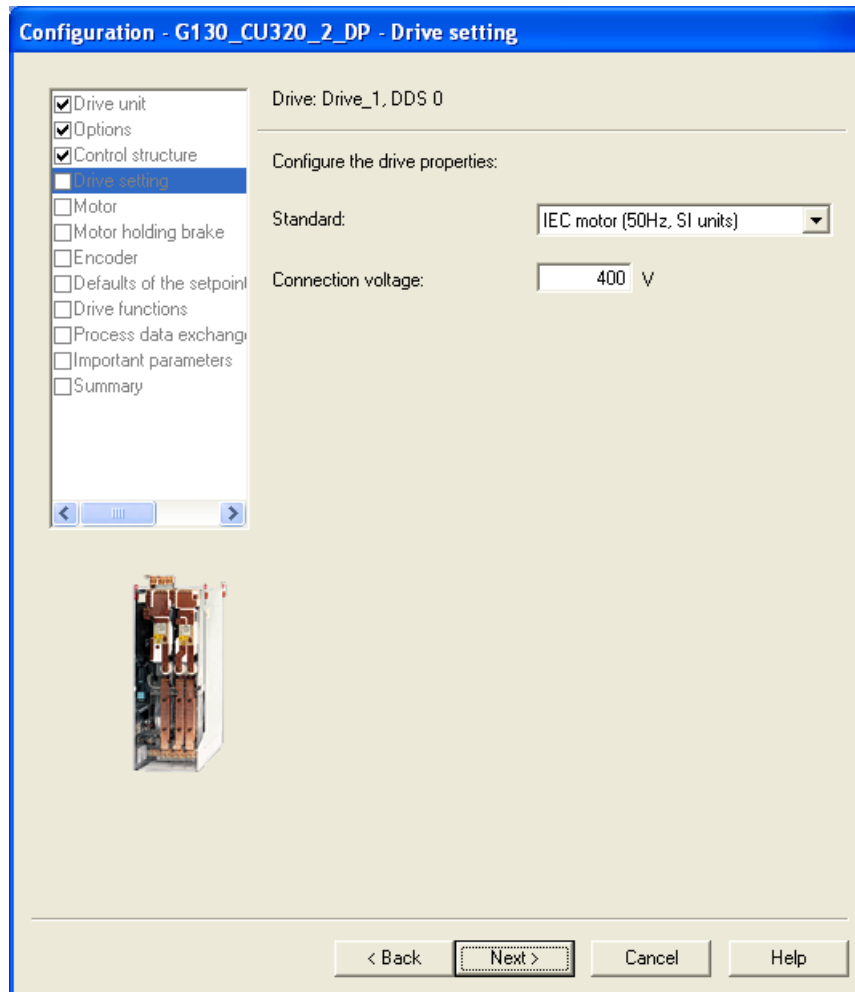 Configuration - G130_CU320_2_DP - Drive setting
Drive unit
Options
Control structure
Drive setting
Motor
Motor holding brake
Encoder
Defaults of the setpoint
Drive functions
Process data exchang
Important parameters
Summary
Drive: Drive_1, DDS 0
Configure the drive properties:
Standard: IEC motor (50Hz, SI units)
Connection voltage: 400 V
< Back Next > Cancel Help